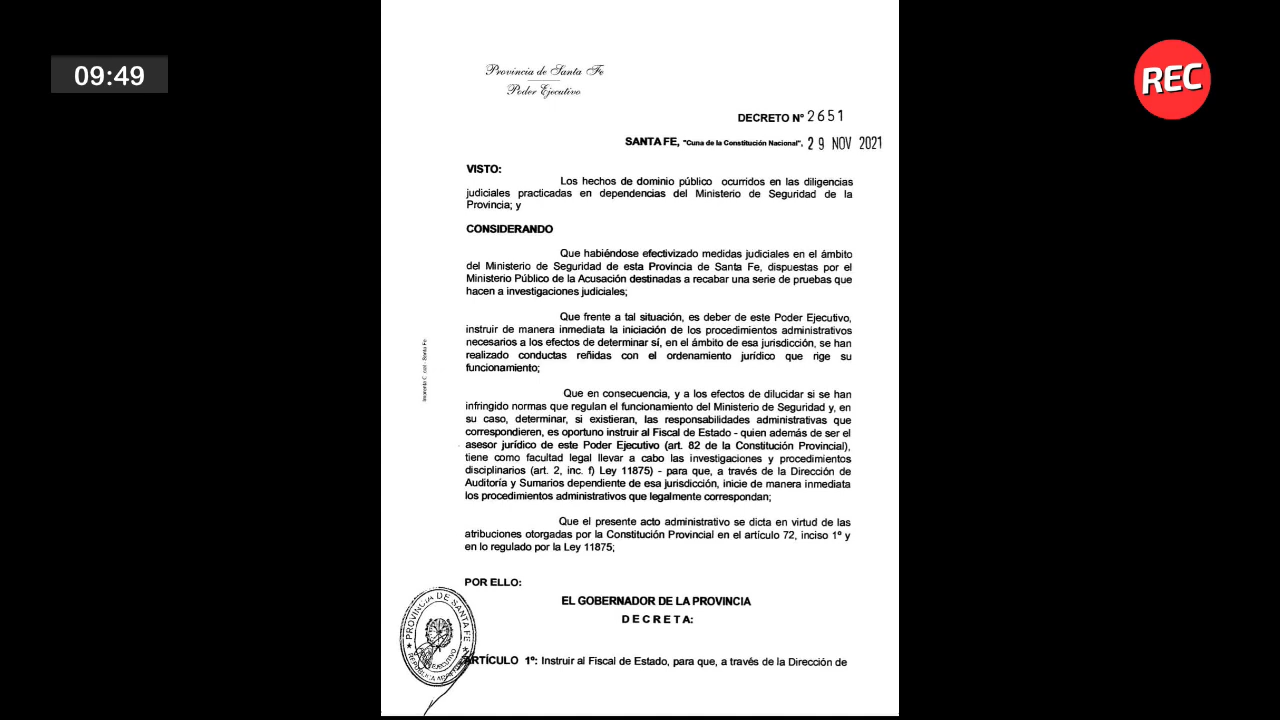 09:49
REC
Provincia de Santa Fe
Poder Ejecutivo
DECRETO Nº 2651
SANTA FE, "Cuna de la Constitución Nacional", 29 NOV 2021
VISTO:
Los hechos de dominio público ocurridos en las diligencias
judiciales practicadas en dependencias del Ministerio de Seguridad de la
Provincia; y
CONSIDERANDO
Que habiéndose efectivizado medidas judiciales en el ámbito
del Ministerio de Seguridad de esta Provincia de Santa Fe, dispuestas por el
Ministerio Público de la Acusación destinadas a recabar una serie de pruebas que
hacen a investigaciones judiciales;
Que frente a tal situación, es deber de este Poder Ejecutivo,
instruir de manera inmediata la iniciación de los procedimientos administrativos
necesarios a los efectos de determinar sí, en el ámbito de esa jurisdicción, se han
realizado conductas reñidas con el ordenamiento jurídico que rige su
funcionamiento;
Que en consecuencia, y a los efectos de dilucidar si se han
infringido normas que regulan el funcionamiento del Ministerio de Seguridad y, en
su caso, determinar, si existieran, las responsabilidades administrativas que
correspondieren, es oportuno instruir al Fiscal de Estado - quien además de ser el
asesor jurídico de este Poder Ejecutivo (art. 82 de la Constitución Provincial),
tiene como facultad legal llevar a cabo las investigaciones y procedimientos
disciplinarios (art. 2, inc. f) Ley 11875) - para que, a través de la Dirección de
Auditoría y Sumarios dependiente de esa jurisdicción, inicie de manera inmediata
los procedimientos administrativos que legalmente correspondan;
Que el presente acto administrativo se dicta en virtud de las
atribuciones otorgadas por la Constitución Provincial en el artículo 72, inciso 1º y
en lo regulado por la Ley 11875;
POR ELLO:
EL GOBERNADOR DE LA PROVINCIA
DECRETA:
ARTÍCULO 1º: Instruir al Fiscal de Estado, para que, a través de la Dirección de
Imprenta - Santa Fe
PROVINCIA DE SANTA FE